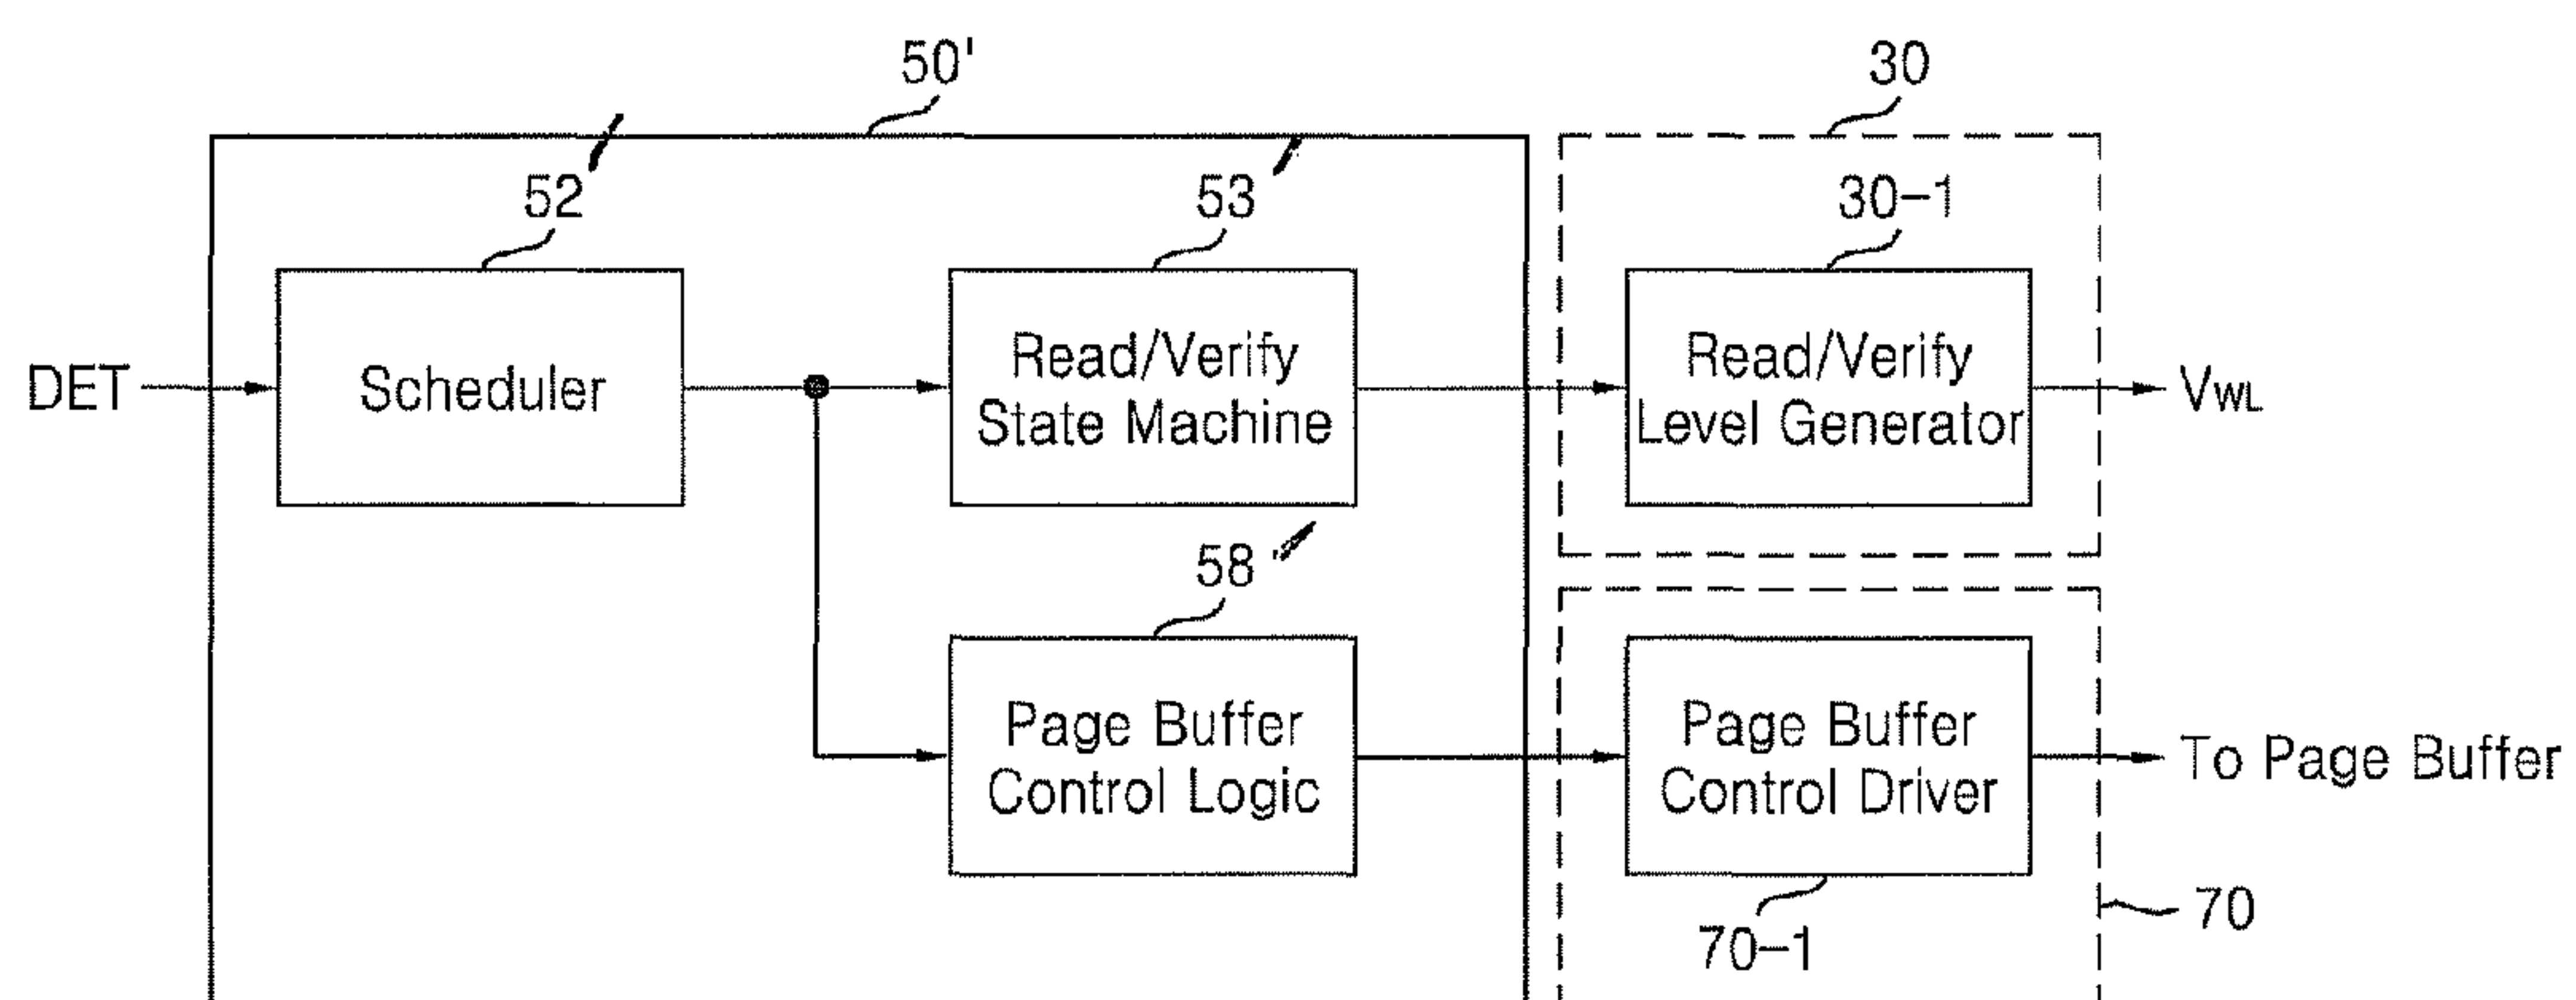 50'
30
52'
53'
30-1
DET
Scheduler
Read/Verify
State Machine
Read/Verify
Level Generator
VWL
58'
Page Buffer
Control Logic
Page Buffer
Control Driver
To Page Buffer
70
70-1